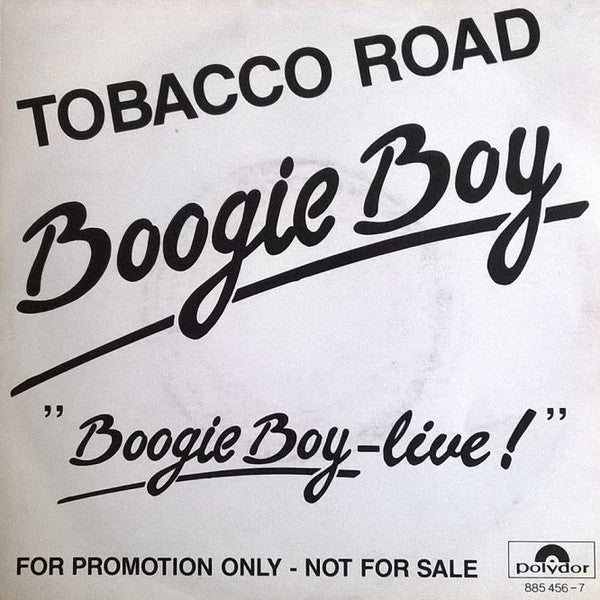 TOBACCO ROAD
Boogie Boy
"Boogie Boy-live!"
FOR PROMOTION ONLY - NOT FOR SALE
polydor
885 456-7